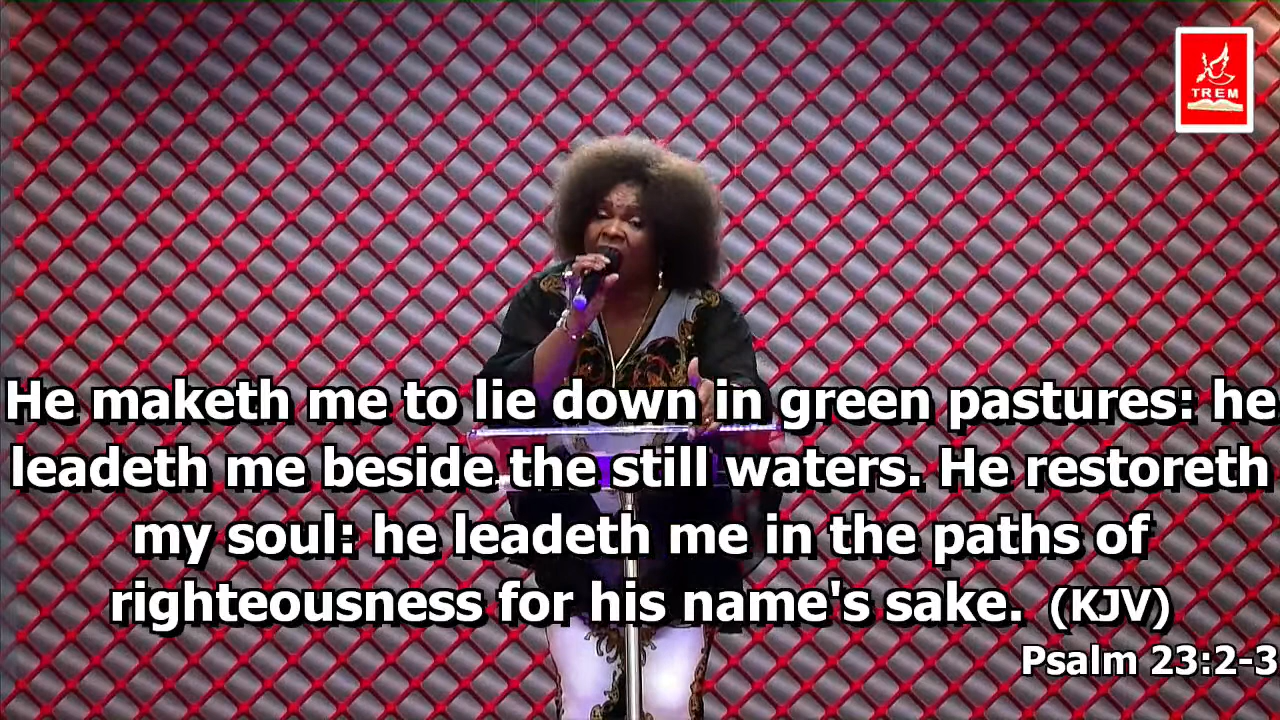 TREM
He maketh me to lie down in green pastures: he
leadeth me beside the still waters. He restoreth
my soul: he leadeth me in the paths of
righteousness for his name's sake. (KJV)
Psalm 23:2-3